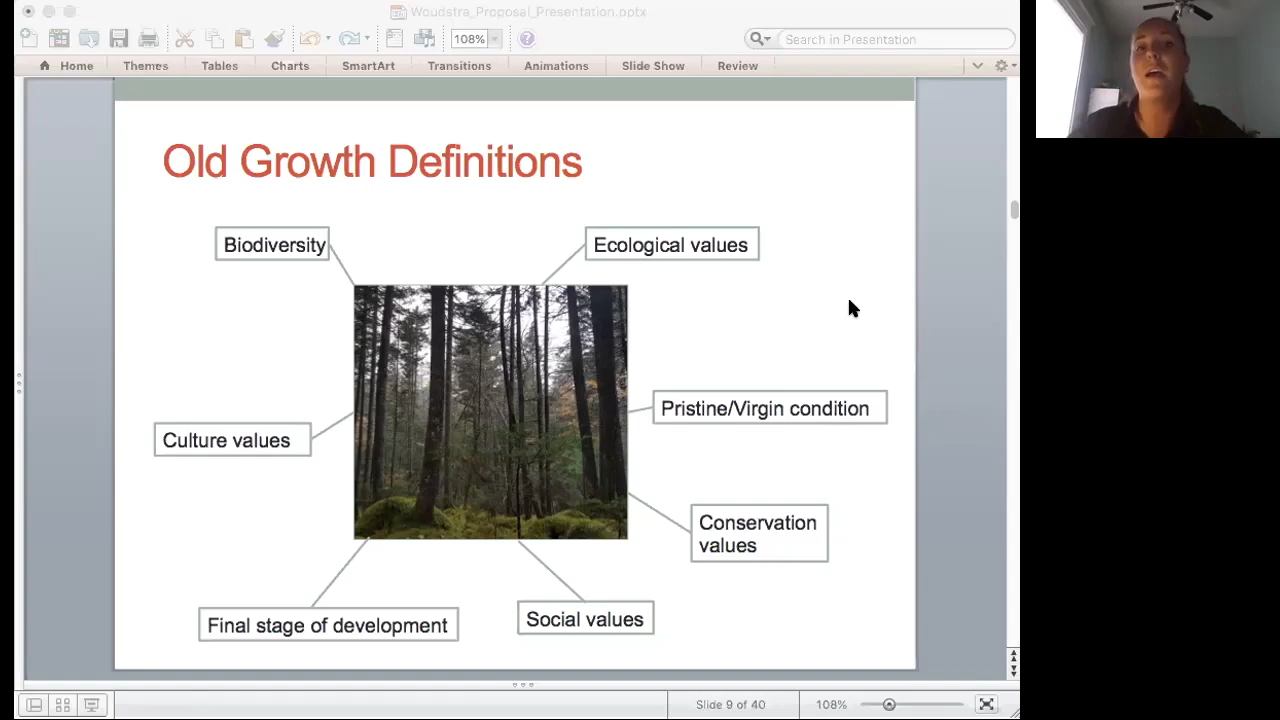 Woudstra_Proposal_Presentation.pptx
108%
Search in Presentation
Home Themes Tables Charts SmartArt Transitions Animations Slide Show Review
Old Growth Definitions
Biodiversity
Ecological values
Pristine/Virgin condition
Culture values
Conservation
values
Final stage of development
Social values
Slide 9 of 40
108%